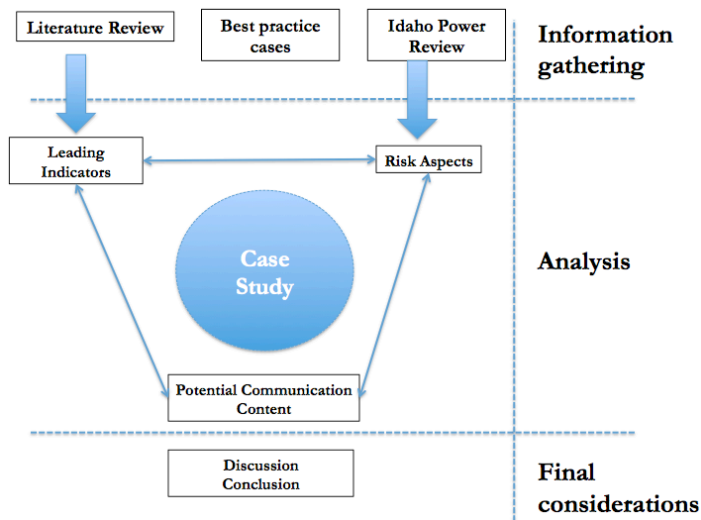 Literature Review
Best practice
cases
Idaho Power
Review
Information
gathering
Leading
Indicators
Risk Aspects
Case
Study
Analysis
Potential Communication
Content
Discussion
Conclusion
Final
considerations